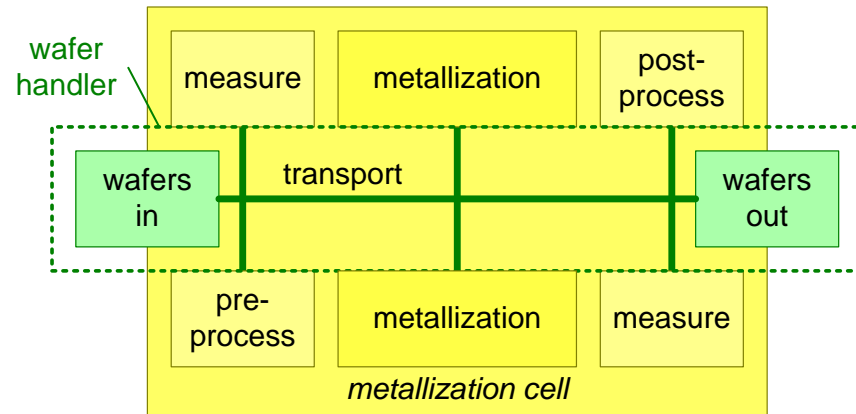 wafer
handler
measure
metallization
post-
process
wafers
in
transport
wafers
out
pre-
process
metallization
measure
metallization cell